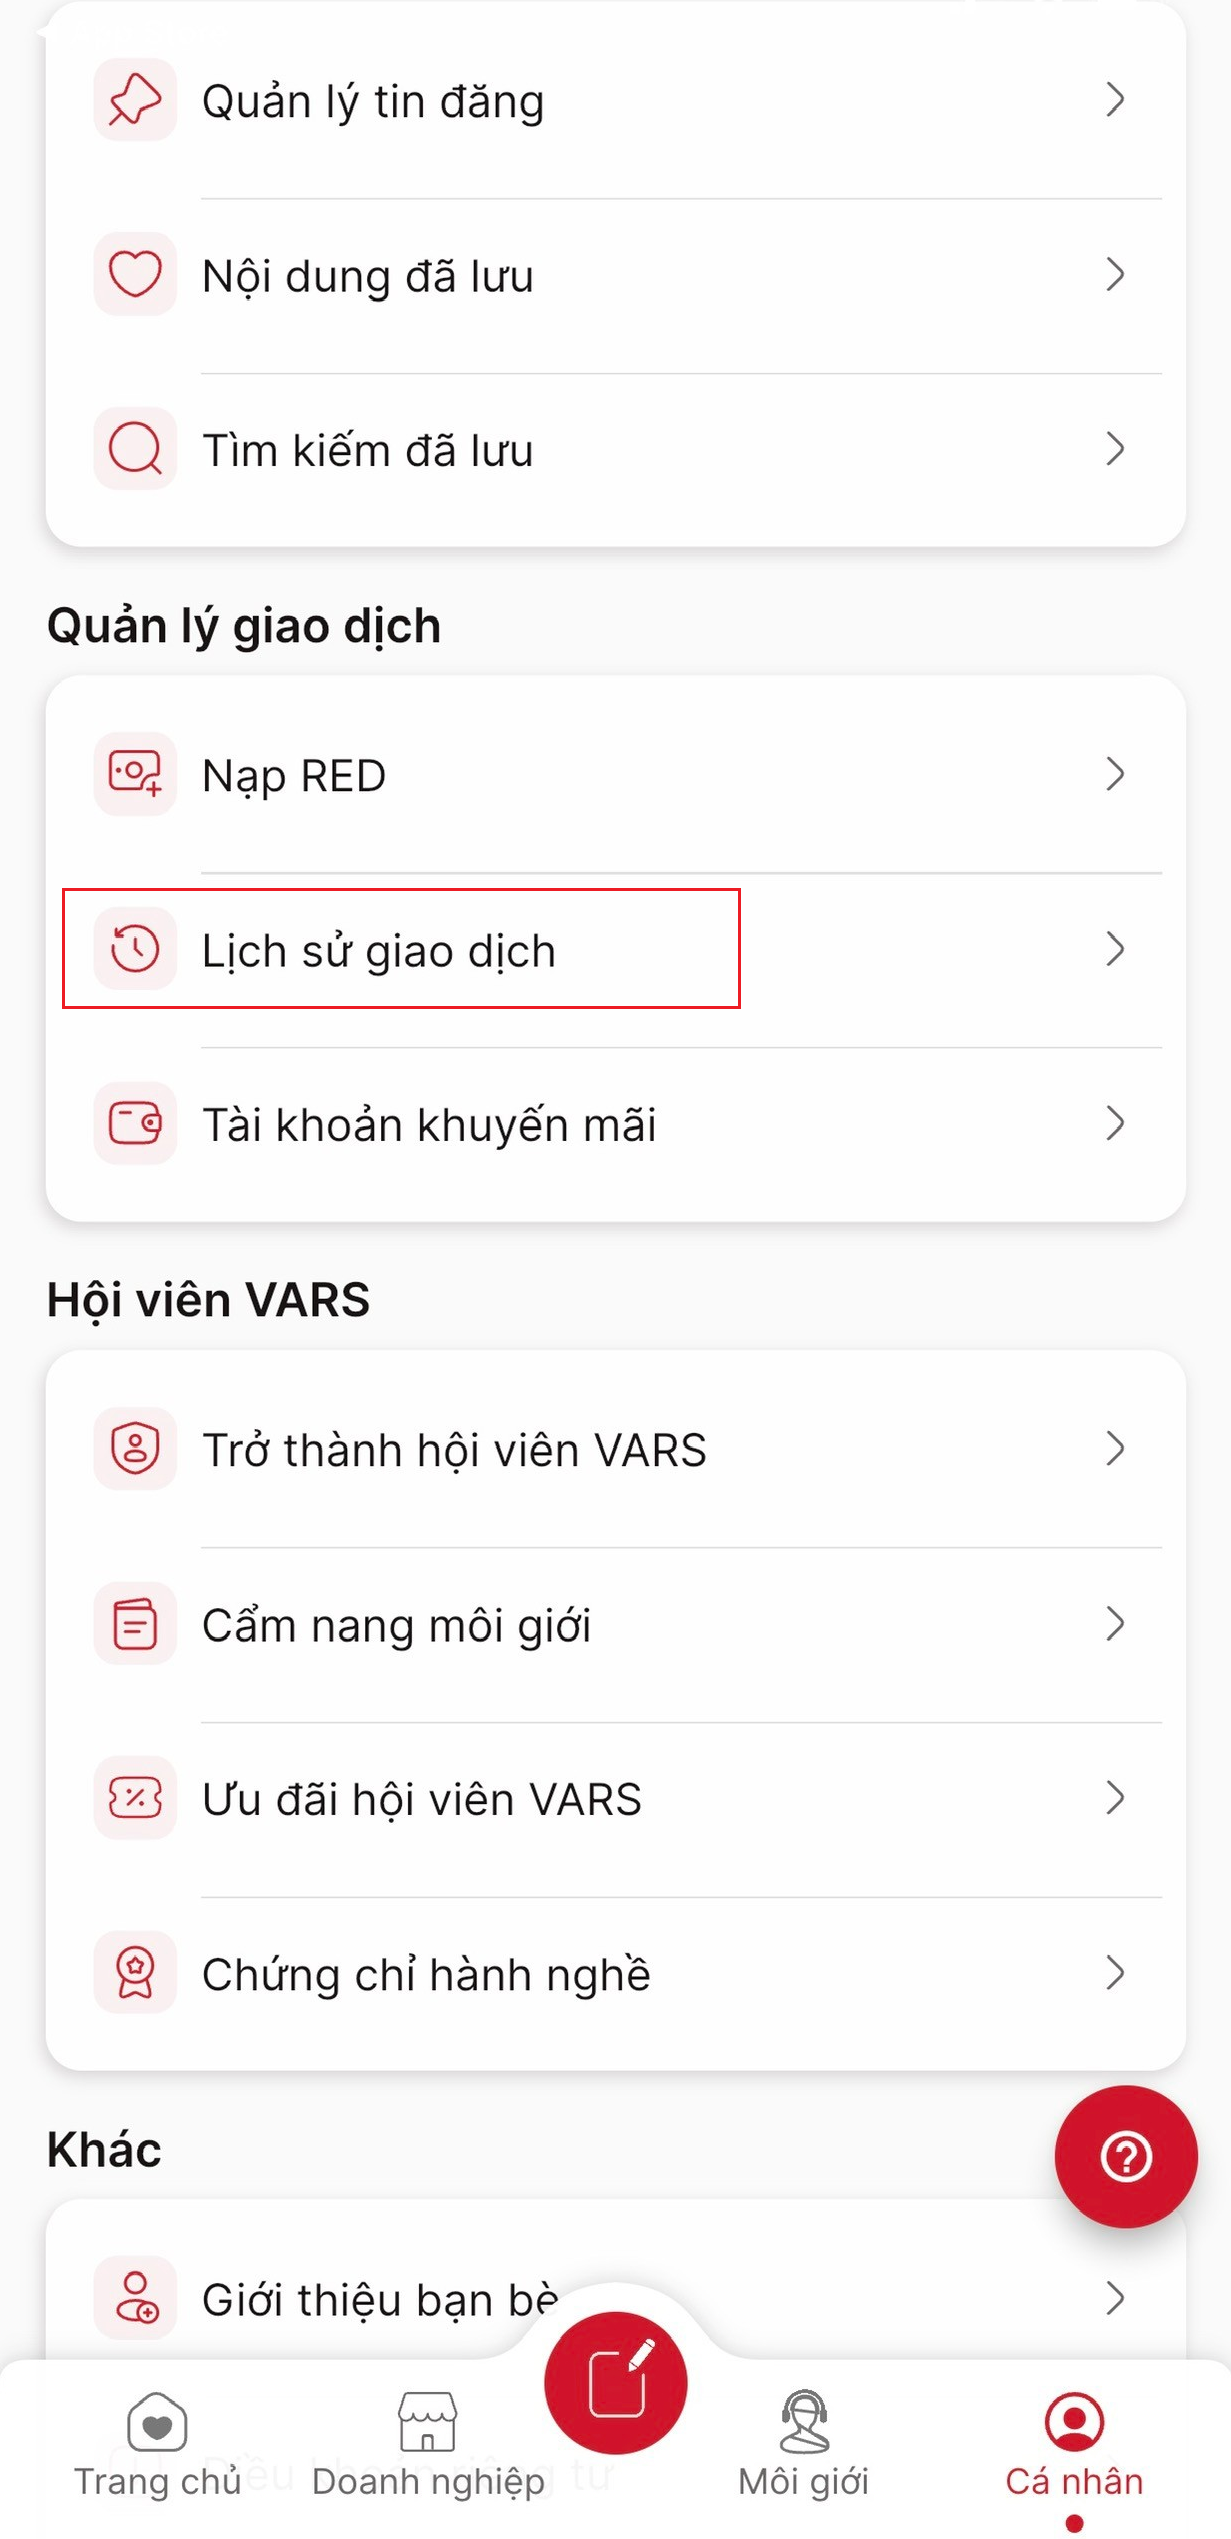 Quản lý tin đăng
Nội dung đã lưu
Tìm kiếm đã lưu
Quản lý giao dịch
Nạp RED
Lịch sử giao dịch
Tài khoản khuyến mãi
Hội viên VARS
Trở thành hội viên VARS
Cẩm nang môi giới
Ưu đãi hội viên VARS
Chứng chỉ hành nghề
Khác
Giới thiệu bạn bè
Trang chủ
Doanh nghiệp
Môi giới
Cá nhân